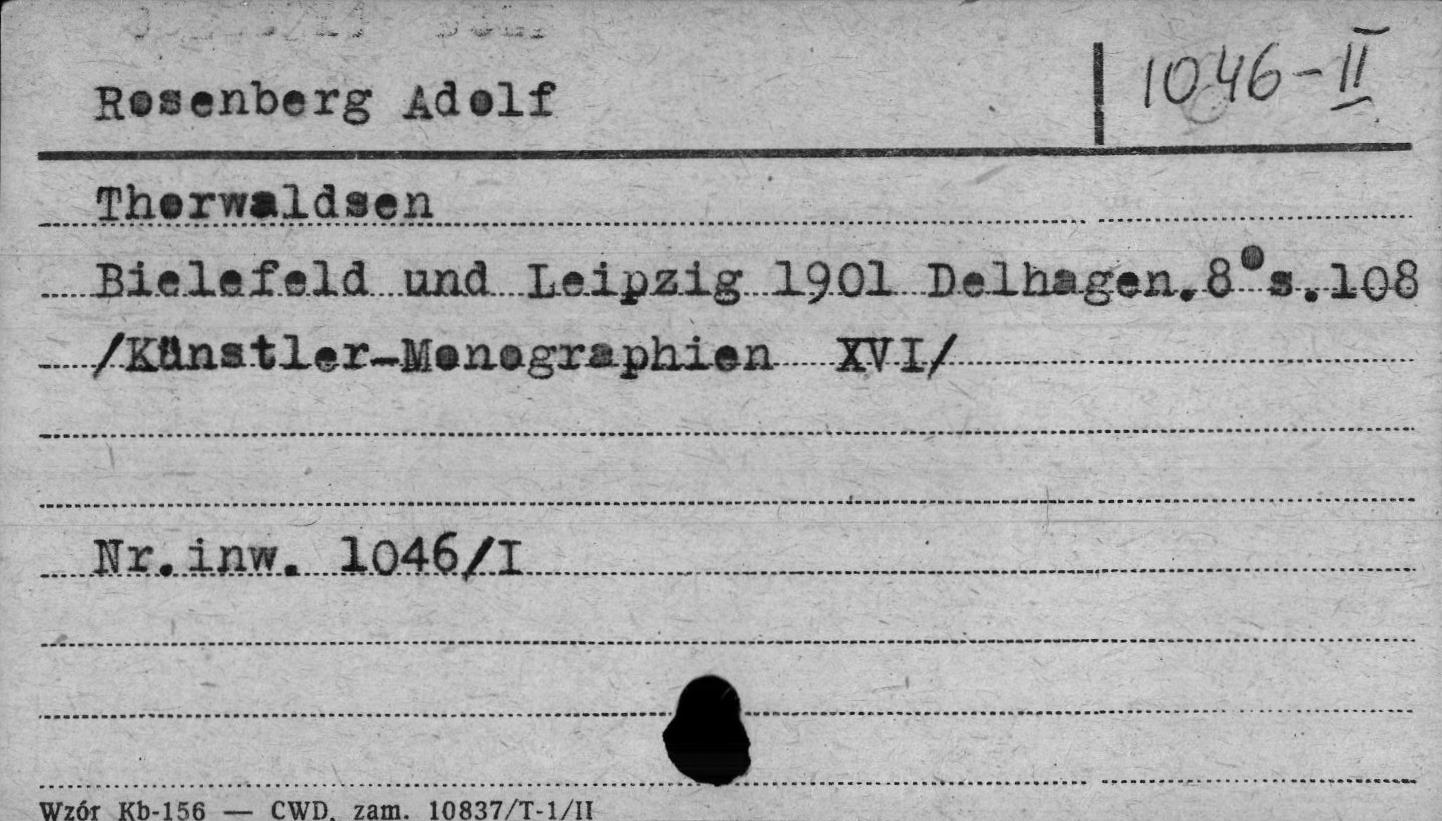 Rosenberg Adolf
1046-II
Thorwaldsen
Bielefeld und Leipzig 1901 Delhagen.8°s.108
/Künstler-Monographien XVI/
Nr.inw. 1046/I
Wzór Kb-156 — CWD, zam. 10837/T-1/II